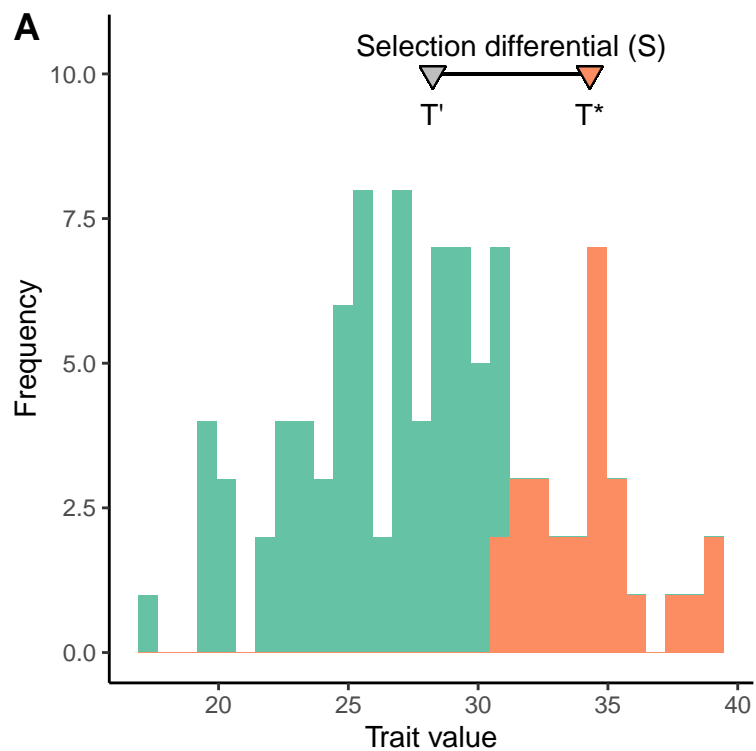 A
Selection differential (S)
T' T*
Frequency
10.0
7.5
5.0
2.5
0.0
20 25 30 35 40
Trait value